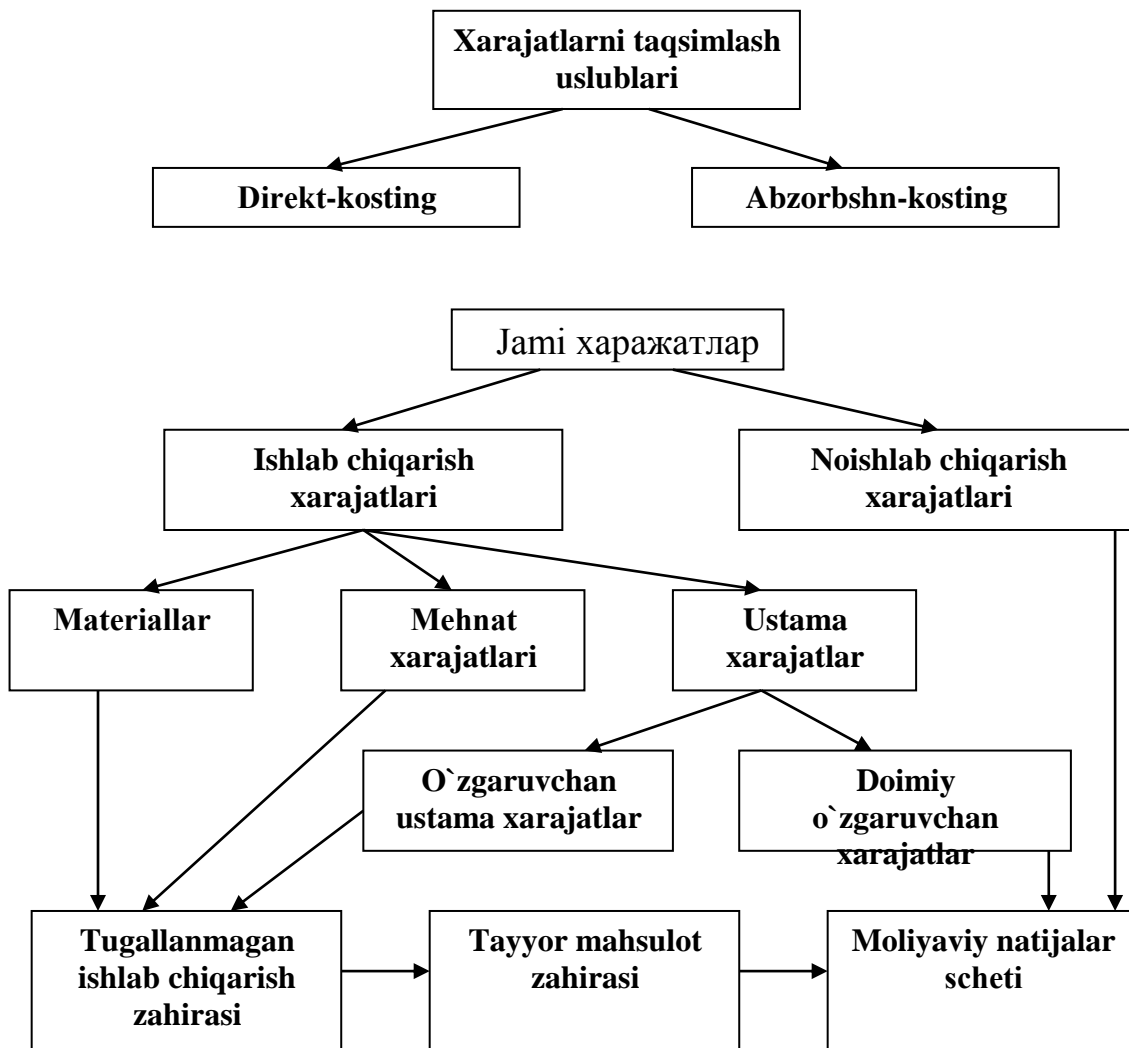 Xarajatlarni taqsimlash
uslublari
Direkt-kosting
Abzorbshn-kosting
Jami харажатлар
Ishlab chiqarish
xarajatlari
Noishlab chiqarish
xarajatlari
Materiallar
Mehnat
xarajatlari
Ustama
xarajatlar
O`zgaruvchan
ustama xarajatlar
Doimiy
o`zgaruvchan
xarajatlar
Tugallanmagan
ishlab chiqarish
zahirasi
Tayyor mahsulot
zahirasi
Moliyaviy natijalar
scheti